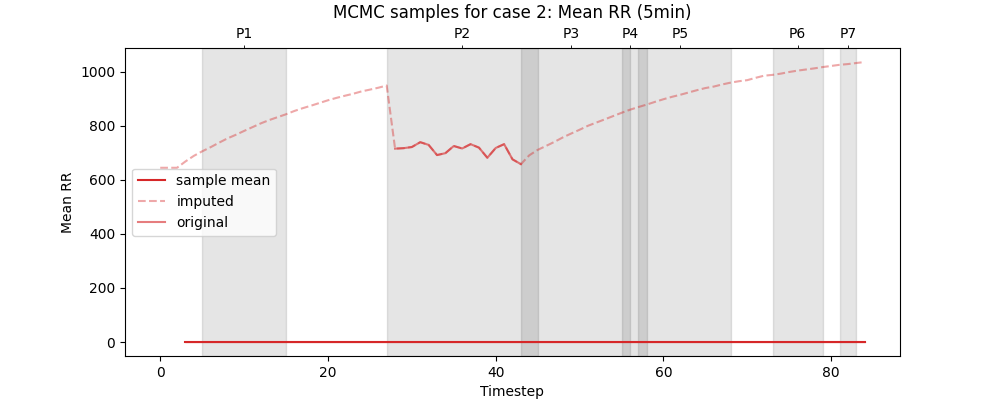 MCMC samples for case 2: Mean RR (5min)
P1 P2 P3 P4 P5 P6 P7
1000
800
600
400
200
0
Mean RR
sample mean
imputed
original
0 20 40 60 80
Timestep